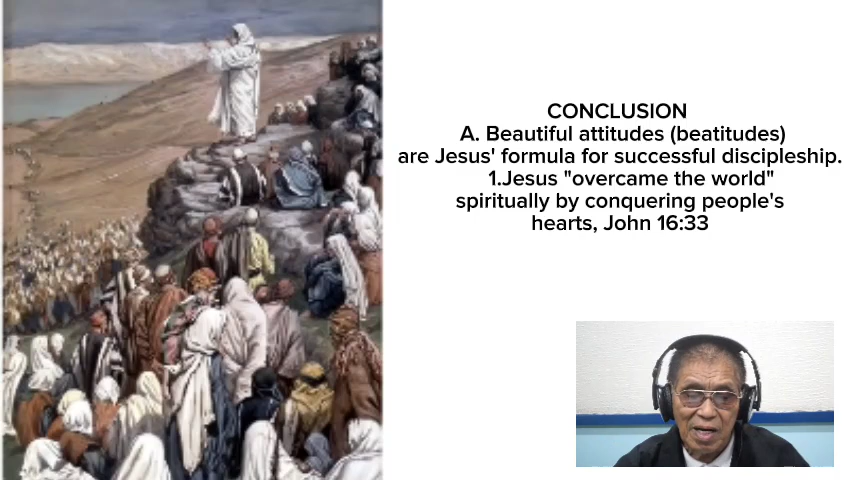 CONCLUSION
A. Beautiful attitudes (beatitudes)
are Jesus' formula for successful discipleship.
1.Jesus "overcame the world"
spiritually by conquering people's
hearts, John 16:33